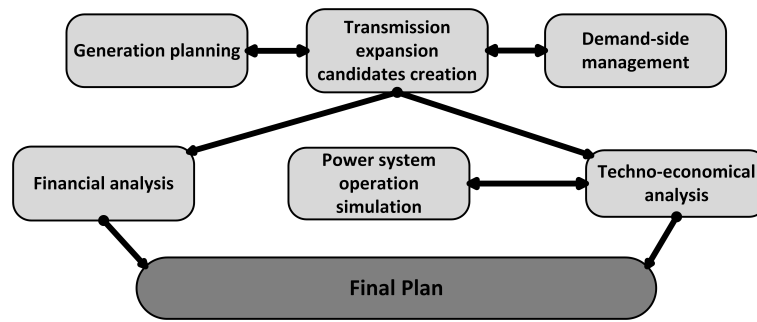 Generation planning
Transmission
expansion
candidates creation
Demand-side
management
Financial analysis
Power system
operation
simulation
Techno-economical
analysis
Final Plan